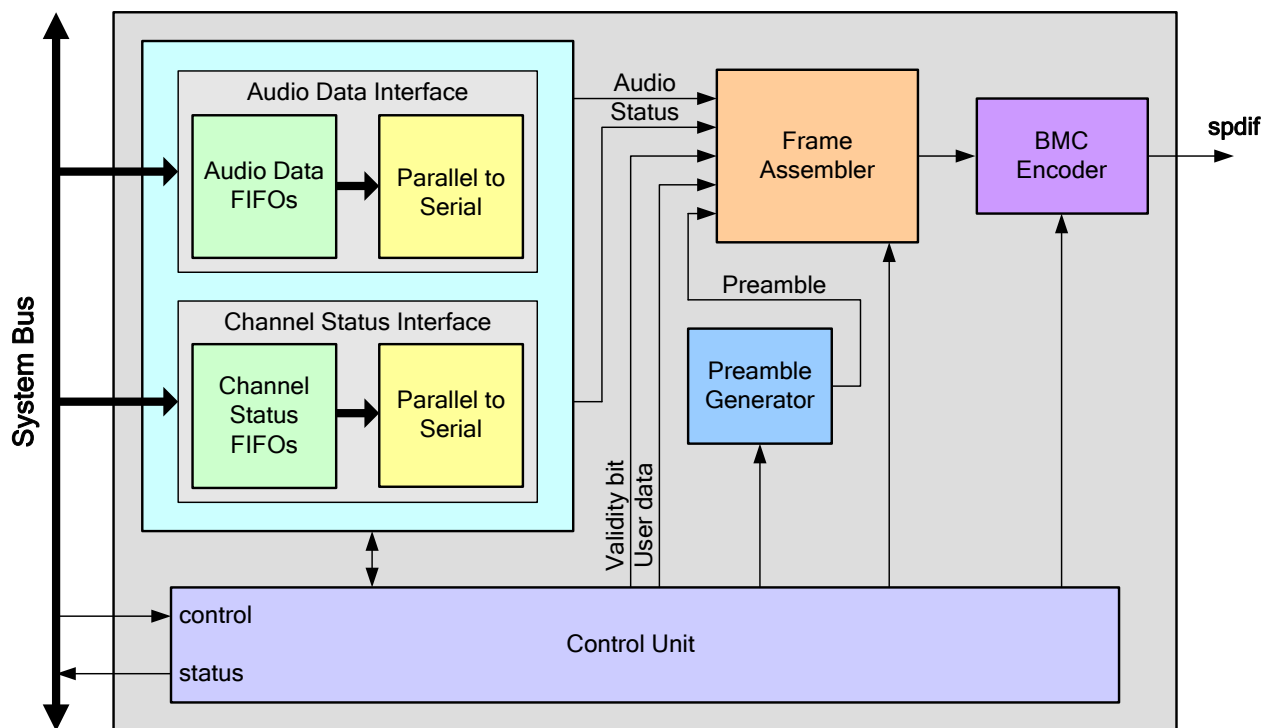 System Bus
Audio Data Interface
Audio Data
FIFOs
Parallel to
Serial
Channel Status Interface
Channel
Status
FIFOs
Parallel to
Serial
Audio
Status
Frame
Assembler
BMC
Encoder
spdif
Preamble
Preamble
Generator
Validity bit
User data
control
status
Control Unit